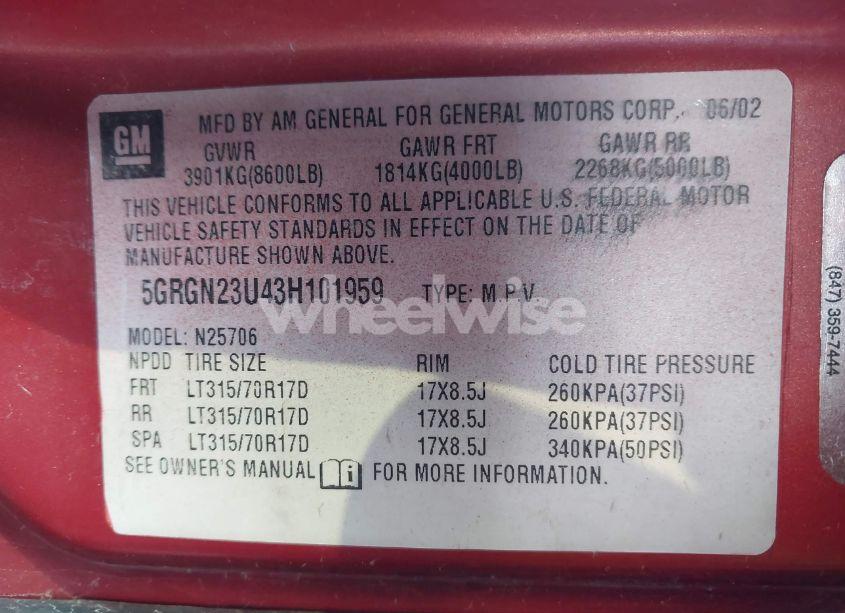 GM
MFD BY AM GENERAL FOR GENERAL MOTORS CORP. 06/02
GVWR GAWR FRT GAWR RR
3901KG(8600LB) 1814KG(4000LB) 2268KG(5000LB)
THIS VEHICLE CONFORMS TO ALL APPLICABLE U.S. FEDERAL MOTOR
VEHICLE SAFETY STANDARDS IN EFFECT ON THE DATE OF
MANUFACTURE SHOWN ABOVE.
5GRGN23U43H101959 TYPE: M.P.V.
wheelwise
MODEL: N25706
NPDD TIRE SIZE RIM COLD TIRE PRESSURE
FRT LT315/70R17D 17X8.5J 260KPA(37PSI)
RR LT315/70R17D 17X8.5J 260KPA(37PSI)
SPA LT315/70R17D 17X8.5J 340KPA(50PSI)
SEE OWNER'S MANUAL i FOR MORE INFORMATION.
(847) 359-7444